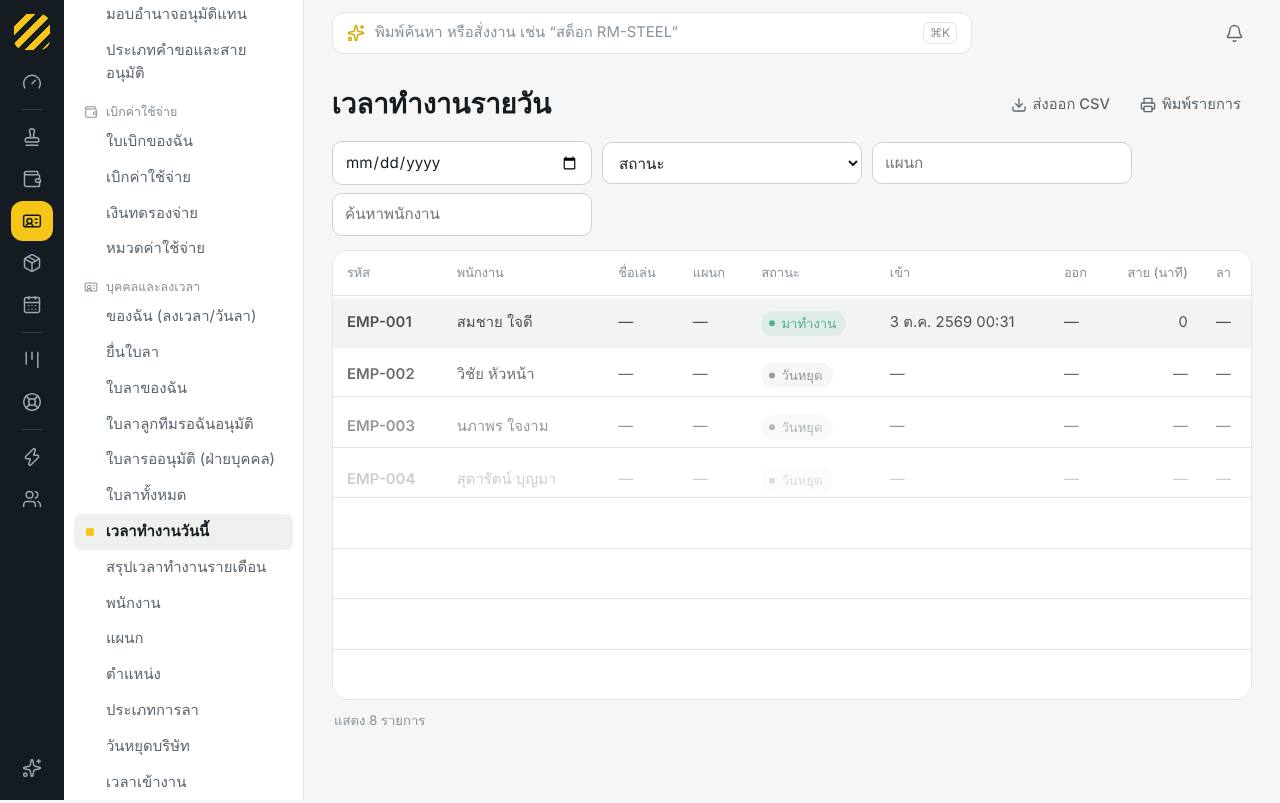 มอบอำนาจอนุมัติแทน
ประเภทคำขอและสาย
อนุมัติ
เบิกค่าใช้จ่าย
ใบเบิกของฉัน
เบิกค่าใช้จ่าย
เงินทดรองจ่าย
หมวดค่าใช้จ่าย
บุคคลและลงเวลา
ของฉัน (ลงเวลา/วันลา)
ยื่นใบลา
ใบลาของฉัน
ใบลาลูกทีมรอฉันอนุมัติ
ใบลารออนุมัติ (ฝ่ายบุคคล)
ใบลาทั้งหมด
เวลาทำงานวันนี้
สรุปเวลาทำงานรายเดือน
พนักงาน
แผนก
ตำแหน่ง
ประเภทการลา
วันหยุดบริษัท
เวลาเข้างาน
พิมพ์ค้นหา หรือสั่งงาน เช่น “สต็อก RM-STEEL” ⌘K
เวลาทำงานรายวัน ส่งออก CSV พิมพ์รายการ
mm/dd/yyyy สถานะ แผนก
ค้นหาพนักงาน
รหัส พนักงาน ชื่อเล่น แผนก สถานะ เข้า ออก สาย (นาที) ลา
EMP-001 สมชาย ใจดี — — มาทำงาน 3 ต.ค. 2569 00:31 — 0 —
EMP-002 วิชัย หัวหน้า — — วันหยุด — — — —
EMP-003 นภาพร ใจงาม — — วันหยุด — — — —
EMP-004 สุดารัตน์ บุญมา — — วันหยุด — — — —
แสดง 8 รายการ